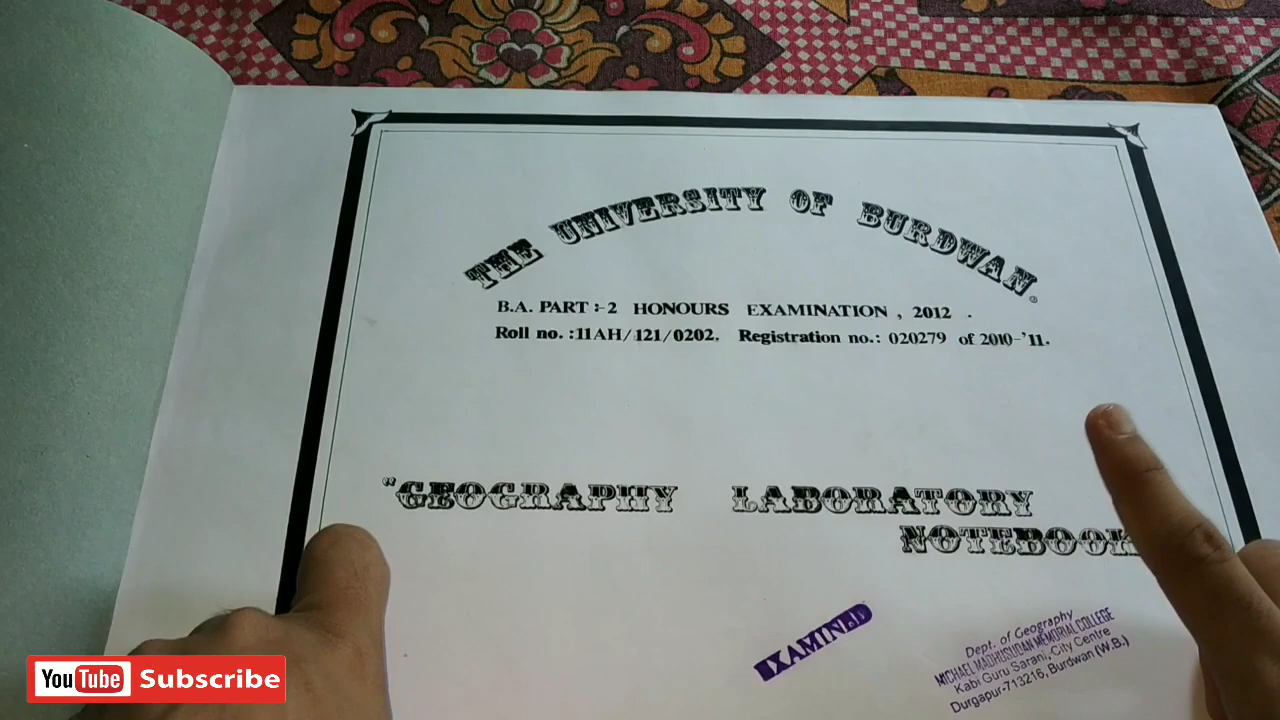 THE UNIVERSITY OF BURDWAN.
B.A. PART :-2 HONOURS EXAMINATION , 2012 .
Roll no. :11AH/121/0202, Registration no.: 020279 of 2010-'11.
"GEOGRAPHY LABORATORY
NOTEBOOK
EXAMINED
Dept. of Geography
MICHAEL MADHUSUDAN MEMORIAL COLLEGE
Kabi Guru Sarani, City Centre
Durgapur-713216, Burdwan (W.B.)
YouTube Subscribe